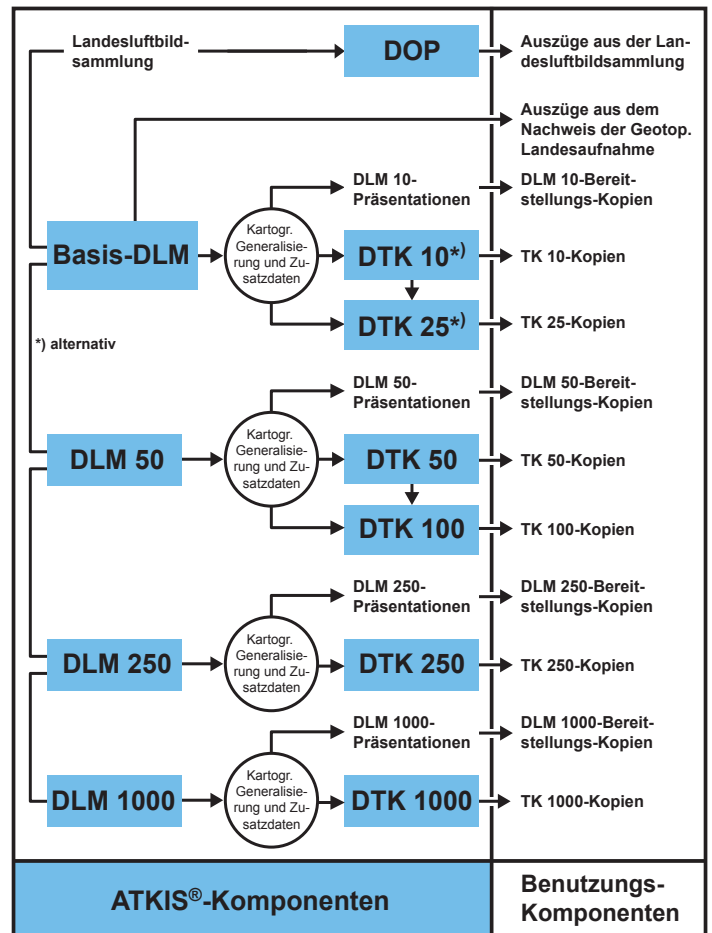 Landesluftbild-
sammlung
DOP
Auszüge aus der Lan-
desluftbildsammlung
Auszüge aus dem
Nachweis der Geotop.
Landesaufnahme
DLM 10-
Präsentationen
DLM 10-Bereit-
stellungs-Kopien
Basis-DLM
Kartogr.
Generalisie-
rung und Zu-
satzdaten
DTK 10*)
TK 10-Kopien
DTK 25*)
TK 25-Kopien
*) alternativ
DLM 50-
Präsentationen
DLM 50-Bereit-
stellungs-Kopien
DLM 50
Kartogr.
Generalisie-
rung und Zu-
satzdaten
DTK 50
TK 50-Kopien
DTK 100
TK 100-Kopien
DLM 250-
Präsentationen
DLM 250-Bereit-
stellungs-Kopien
DLM 250
Kartogr.
Generalisie-
rung und Zu-
satzdaten
DTK 250
TK 250-Kopien
DLM 1000-
Präsentationen
DLM 1000-Bereit-
stellungs-Kopien
DLM 1000
Kartogr.
Generalisie-
rung und Zu-
satzdaten
DTK 1000
TK 1000-Kopien
ATKIS®-Komponenten
Benutzungs-
Komponenten